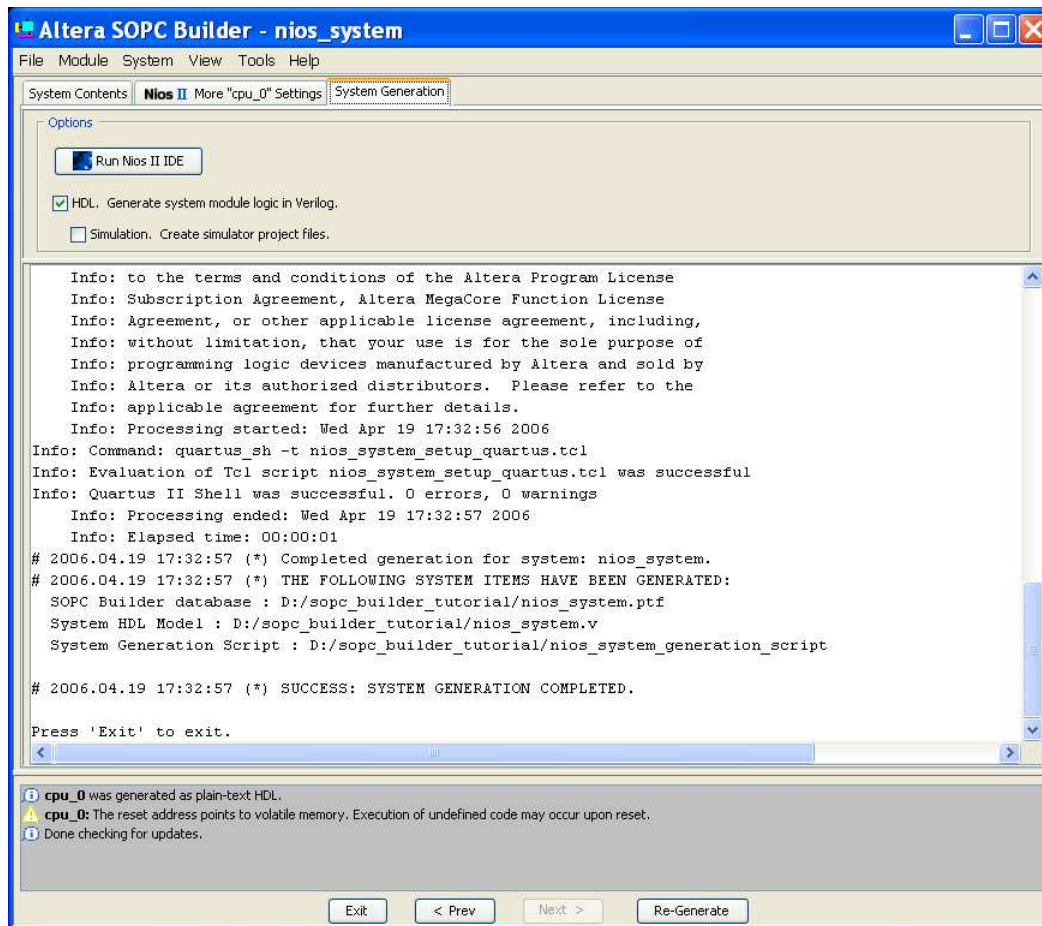 Altera SOPC Builder - nios_system
File Module System View Tools Help
System Contents Nios II More "cpu_0" Settings System Generation
Options
Run Nios II IDE
HDL. Generate system module logic in Verilog.
Simulation. Create simulator project files.
Info: to the terms and conditions of the Altera Program License
Info: Subscription Agreement, Altera MegaCore Function License
Info: Agreement, or other applicable license agreement, including,
Info: without limitation, that your use is for the sole purpose of
Info: programming logic devices manufactured by Altera and sold by
Info: Altera or its authorized distributors. Please refer to the
Info: applicable agreement for further details.
Info: Processing started: Wed Apr 19 17:32:56 2006
Info: Command: quartus_sh -t nios_system_setup_quartus.tcl
Info: Evaluation of Tcl script nios_system_setup_quartus.tcl was successful
Info: Quartus II Shell was successful. 0 errors, 0 warnings
Info: Processing ended: Wed Apr 19 17:32:57 2006
Info: Elapsed time: 00:00:01
# 2006.04.19 17:32:57 (*) Completed generation for system: nios_system.
# 2006.04.19 17:32:57 (*) THE FOLLOWING SYSTEM ITEMS HAVE BEEN GENERATED:
SOPC Builder database : D:/sopc_builder_tutorial/nios_system.ptf
System HDL Model : D:/sopc_builder_tutorial/nios_system.v
System Generation Script : D:/sopc_builder_tutorial/nios_system_generation_script
# 2006.04.19 17:32:57 (*) SUCCESS: SYSTEM GENERATION COMPLETED.
Press 'Exit' to exit.
cpu_0 was generated as plain-text HDL.
cpu_0: The reset address points to volatile memory. Execution of undefined code may occur upon reset.
Done checking for updates.
Exit < Prev Next > Re-Generate